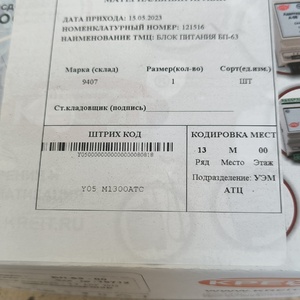 ДАТА ПРИХОДА: 15.05.2023
НОМЕНКЛАТУРНЫЙ НОМЕР: 121516
НАИМЕНОВАНИЕ ТМЦ: БЛОК ПИТАНИЯ БП-63
Марка (склад) Размер(кол-во) Сорт(ед.изм.)
9407 1 ШТ
Ст.кладовщик (подпись)
ШТРИХ КОД КОДИРОВКА МЕСТ
13 М 00
Ряд Место Этаж
Подразделение: УЭМ
Y05 M1300ATC
АТЦ -